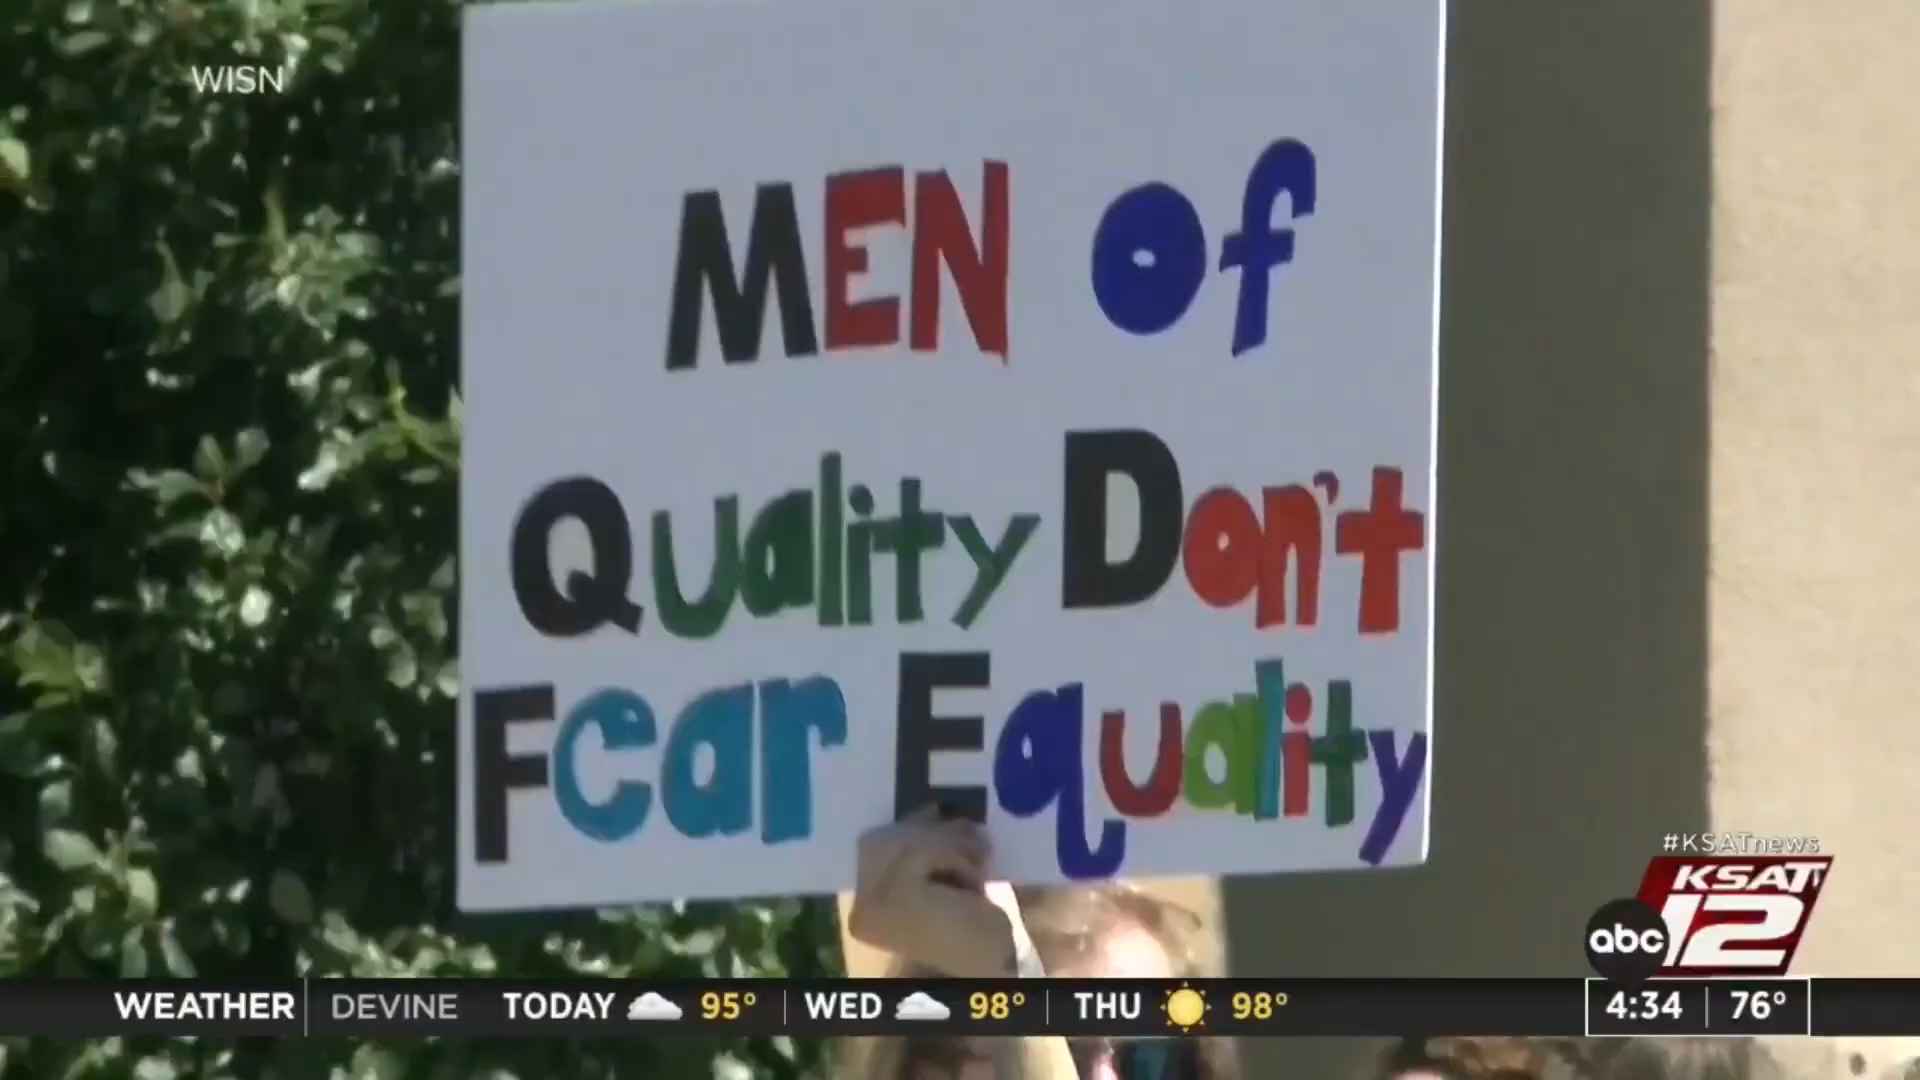 WISN
MEN of
Quality Don't
Fear Equality
#KSATnews
KSAT
12
abc
WEATHER DEVINE TODAY 95° WED 98° THU 98° 4:34 76°